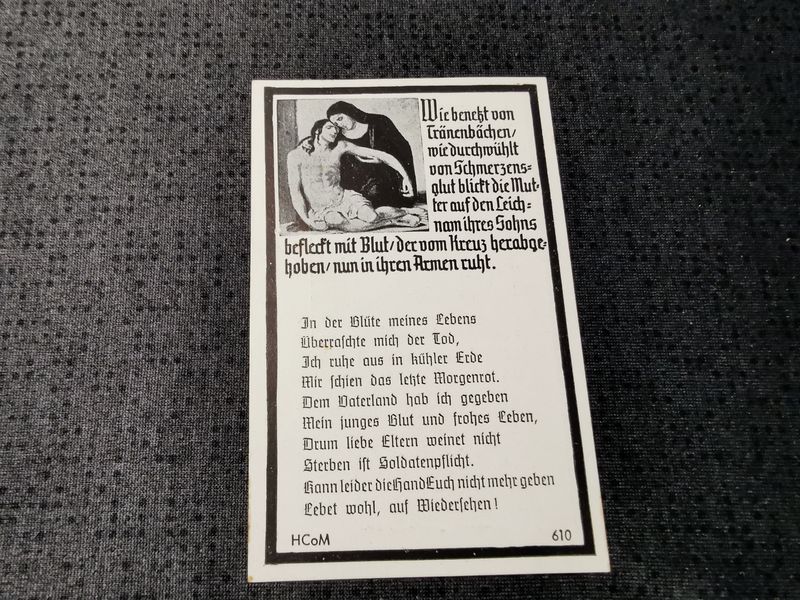 Wie benetzt von
Tränenbächen/
wie durchwühlt
von Schmerzens-
glut blickt die Mut-
ter auf den Leich-
nam ihres Sohns
befleckt mit Blut/der vom Kreuz herabge-
hoben/nun in ihren Armen ruht.
In der Blüte meines Lebens
Überraschte mich der Tod,
Ich ruhe aus in kühler Erde
Mir schien das letzte Morgenrot.
Dem Vaterland hab ich gegeben
Mein junges Blut und frohes Leben,
Drum liebe Eltern weinet nicht
Sterben ist Soldatenpflicht.
Kann leider die Hand Euch nicht mehr geben
Lebet wohl, auf Wiedersehen!
HCoM 610